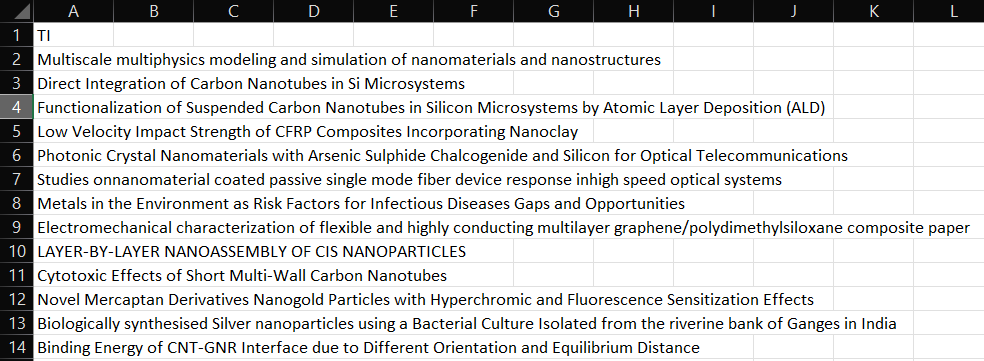 A B C D E F G H I J K L
1 TI
2 Multiscale multiphysics modeling and simulation of nanomaterials and nanostructures
3 Direct Integration of Carbon Nanotubes in Si Microsystems
4 Functionalization of Suspended Carbon Nanotubes in Silicon Microsystems by Atomic Layer Deposition (ALD)
5 Low Velocity Impact Strength of CFRP Composites Incorporating Nanoclay
6 Photonic Crystal Nanomaterials with Arsenic Sulphide Chalcogenide and Silicon for Optical Telecommunications
7 Studies onnanomaterial coated passive single mode fiber device response inhigh speed optical systems
8 Metals in the Environment as Risk Factors for Infectious Diseases Gaps and Opportunities
9 Electromechanical characterization of flexible and highly conducting multilayer graphene/polydimethylsiloxane composite paper
10 LAYER-BY-LAYER NANOASSEMBLY OF CIS NANOPARTICLES
11 Cytotoxic Effects of Short Multi-Wall Carbon Nanotubes
12 Novel Mercaptan Derivatives Nanogold Particles with Hyperchromic and Fluorescence Sensitization Effects
13 Biologically synthesised Silver nanoparticles using a Bacterial Culture Isolated from the riverine bank of Ganges in India
14 Binding Energy of CNT-GNR Interface due to Different Orientation and Equilibrium Distance